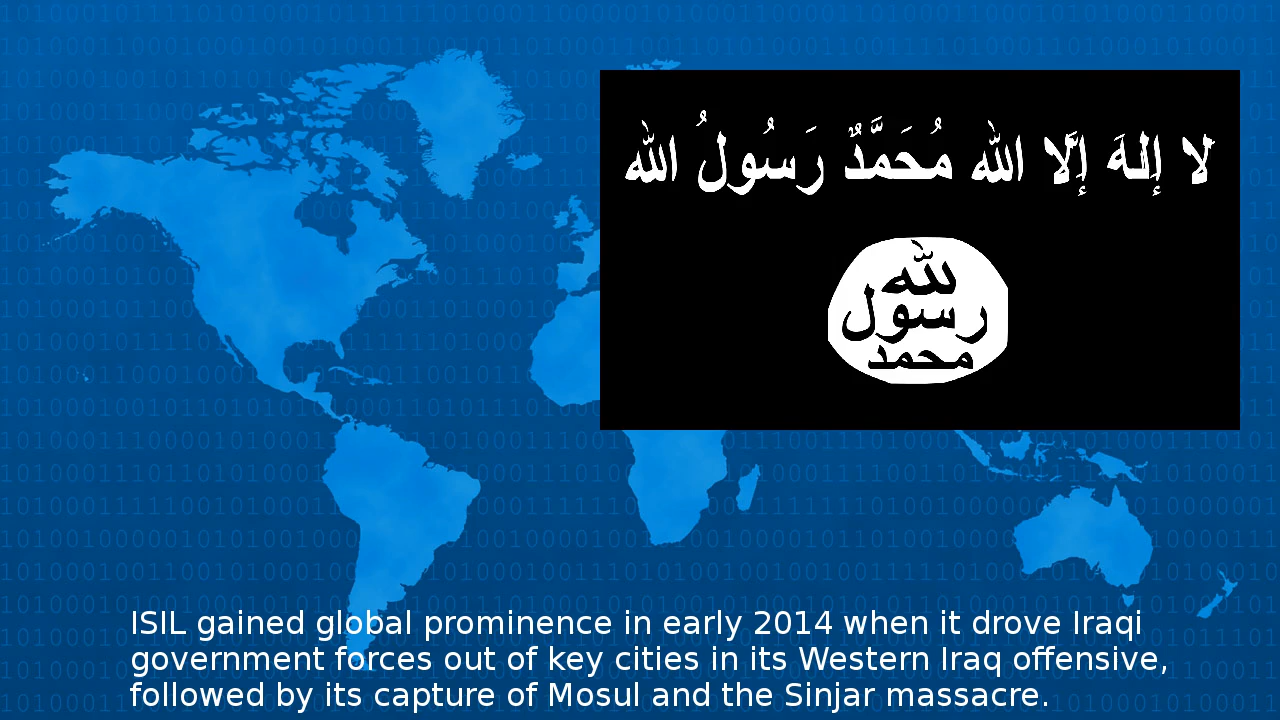 لا إله إلَّا الله مُحَمَّدٌ رَسُولُ الله
الله
رسول
محمد
ISIL gained global prominence in early 2014 when it drove Iraqi
government forces out of key cities in its Western Iraq offensive,
followed by its capture of Mosul and the Sinjar massacre.